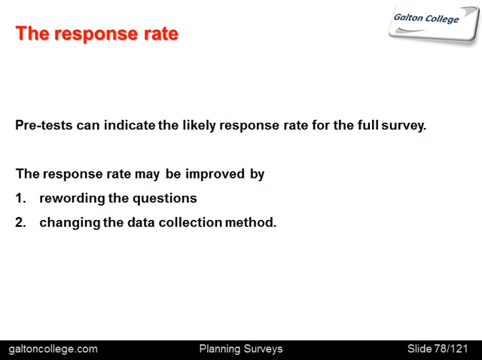 Galton College
The response rate
Pre-tests can indicate the likely response rate for the full survey.
The response rate may be improved by
1. rewording the questions
2. changing the data collection method.
galtoncollege.com Planning Surveys Slide 78/121